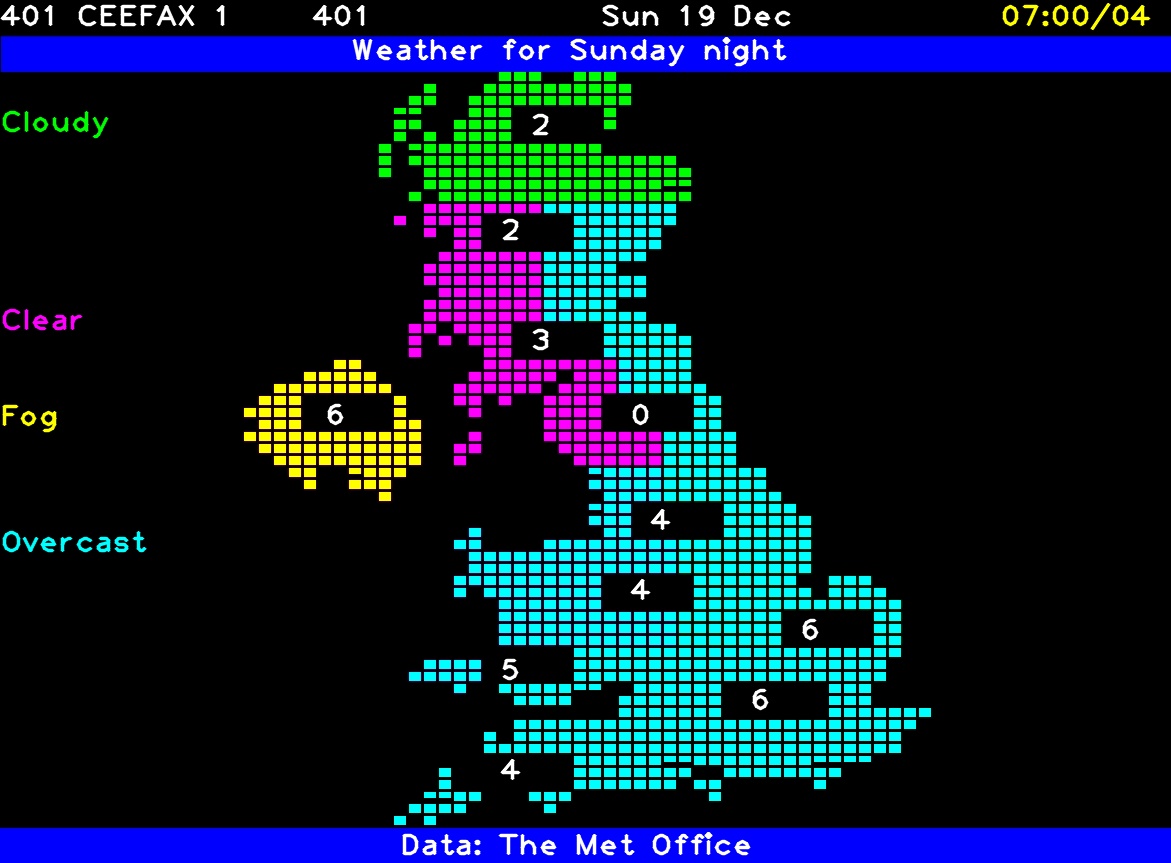 401 CEEFAX 1 401 Sun 19 Dec 07:00/04
Weather for Sunday night
Cloudy
2
2
Clear
3
Fog
6
0
4
Overcast
4
6
5
6
4
Data: The Met Office